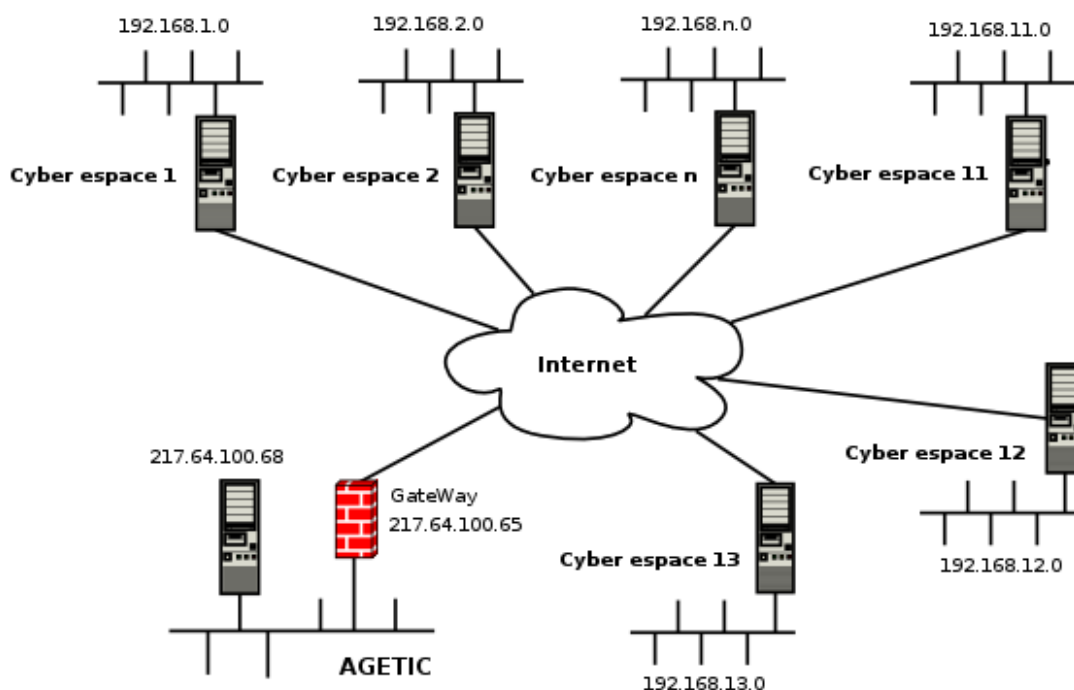 192.168.1.0
192.168.2.0
192.168.n.0
192.168.11.0
Cyber espace 1
Cyber espace 2
Cyber espace n
Cyber espace 11
Internet
Cyber espace 12
192.168.12.0
217.64.100.68
GateWay
217.64.100.65
Cyber espace 13
192.168.13.0
AGETIC